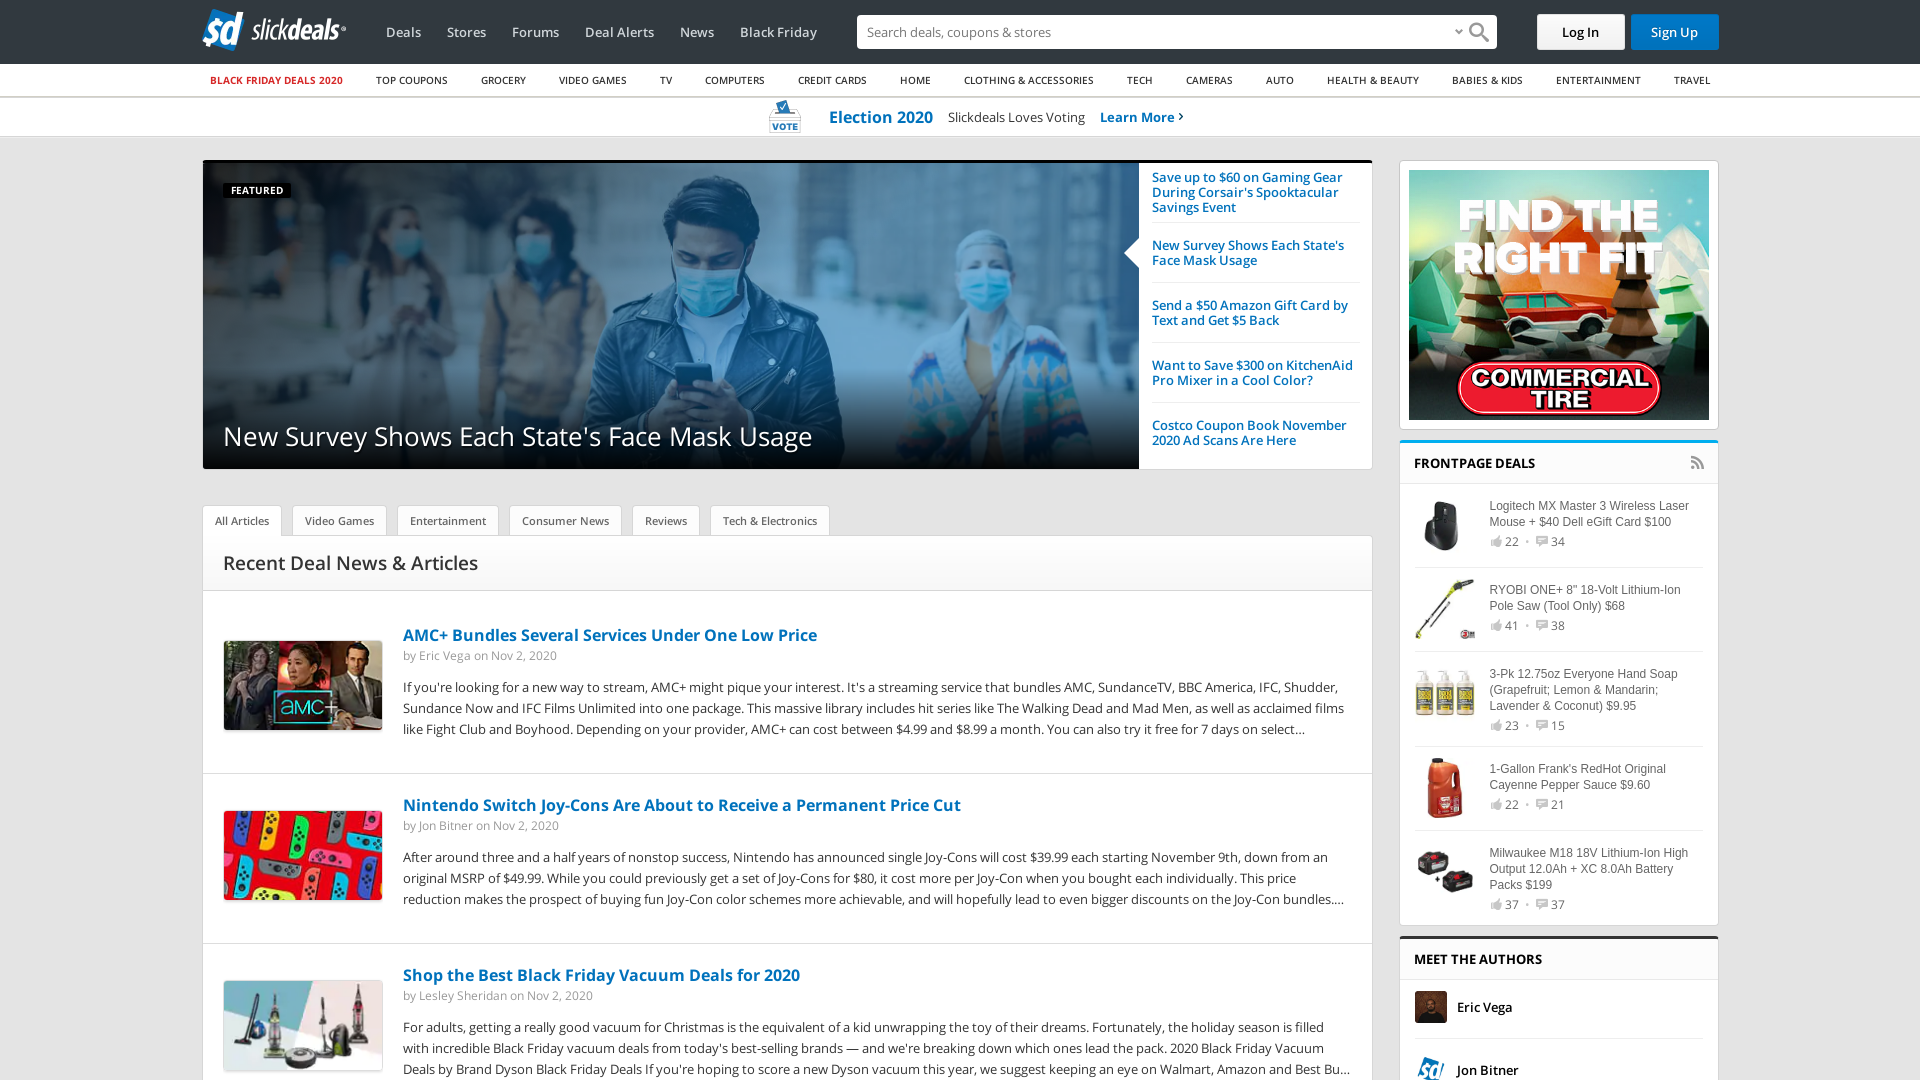 sd slickdeals®
Deals
Stores
Forums
Deal Alerts
News
Black Friday
Search deals, coupons & stores
Log In
Sign Up
BLACK FRIDAY DEALS 2020
TOP COUPONS
GROCERY
VIDEO GAMES
TV
COMPUTERS
CREDIT CARDS
HOME
CLOTHING & ACCESSORIES
TECH
CAMERAS
AUTO
HEALTH & BEAUTY
BABIES & KIDS
ENTERTAINMENT
TRAVEL
VOTE
Election 2020
Slickdeals Loves Voting
Learn More
FEATURED
New Survey Shows Each State's Face Mask Usage
Save up to $60 on Gaming Gear
During Corsair's Spooktacular
Savings Event
New Survey Shows Each State's
Face Mask Usage
Send a $50 Amazon Gift Card by
Text and Get $5 Back
Want to Save $300 on KitchenAid
Pro Mixer in a Cool Color?
Costco Coupon Book November
2020 Ad Scans Are Here
FIND THE
RIGHT FIT
COMMERCIAL
TIRE
All Articles
Video Games
Entertainment
Consumer News
Reviews
Tech & Electronics
Recent Deal News & Articles
AMC+
AMC+ Bundles Several Services Under One Low Price
by Eric Vega on Nov 2, 2020
If you're looking for a new way to stream, AMC+ might pique your interest. It's a streaming service that bundles AMC, SundanceTV, BBC America, IFC, Shudder,
Sundance Now and IFC Films Unlimited into one package. This massive library includes hit series like The Walking Dead and Mad Men, as well as acclaimed films
like Fight Club and Boyhood. Depending on your provider, AMC+ can cost between $4.99 and $8.99 a month. You can also try it free for 7 days on select...
Nintendo Switch Joy-Cons Are About to Receive a Permanent Price Cut
by Jon Bitner on Nov 2, 2020
After around three and a half years of nonstop success, Nintendo has announced single Joy-Cons will cost $39.99 each starting November 9th, down from an
original MSRP of $49.99. While you could previously get a set of Joy-Cons for $80, it cost more per Joy-Con when you bought each individually. This price
reduction makes the prospect of buying fun Joy-Con color schemes more achievable, and will hopefully lead to even bigger discounts on the Joy-Con bundles....
Shop the Best Black Friday Vacuum Deals for 2020
by Lesley Sheridan on Nov 2, 2020
For adults, getting a really good vacuum for Christmas is the equivalent of a kid unwrapping the toy of their dreams. Fortunately, the holiday season is filled
with incredible Black Friday vacuum deals from today's best-selling brands — and we're breaking down which ones lead the pack. 2020 Black Friday Vacuum
Deals by Brand Dyson Black Friday Deals If you're hoping to score a new Dyson vacuum this year, we suggest keeping an eye on Walmart, Amazon and Best Bu...
FRONTPAGE DEALS
Logitech MX Master 3 Wireless Laser
Mouse + $40 Dell eGift Card $100
22 • 34
RYOBI ONE+ 8" 18-Volt Lithium-Ion
Pole Saw (Tool Only) $68
41 • 38
3-Pk 12.75oz Everyone Hand Soap
(Grapefruit; Lemon & Mandarin;
Lavender & Coconut) $9.95
23 • 15
1-Gallon Frank's RedHot Original
Cayenne Pepper Sauce $9.60
22 • 21
Milwaukee M18 18V Lithium-Ion High
Output 12.0Ah + XC 8.0Ah Battery
Packs $199
37 • 37
MEET THE AUTHORS
Eric Vega
sd
Jon Bitner